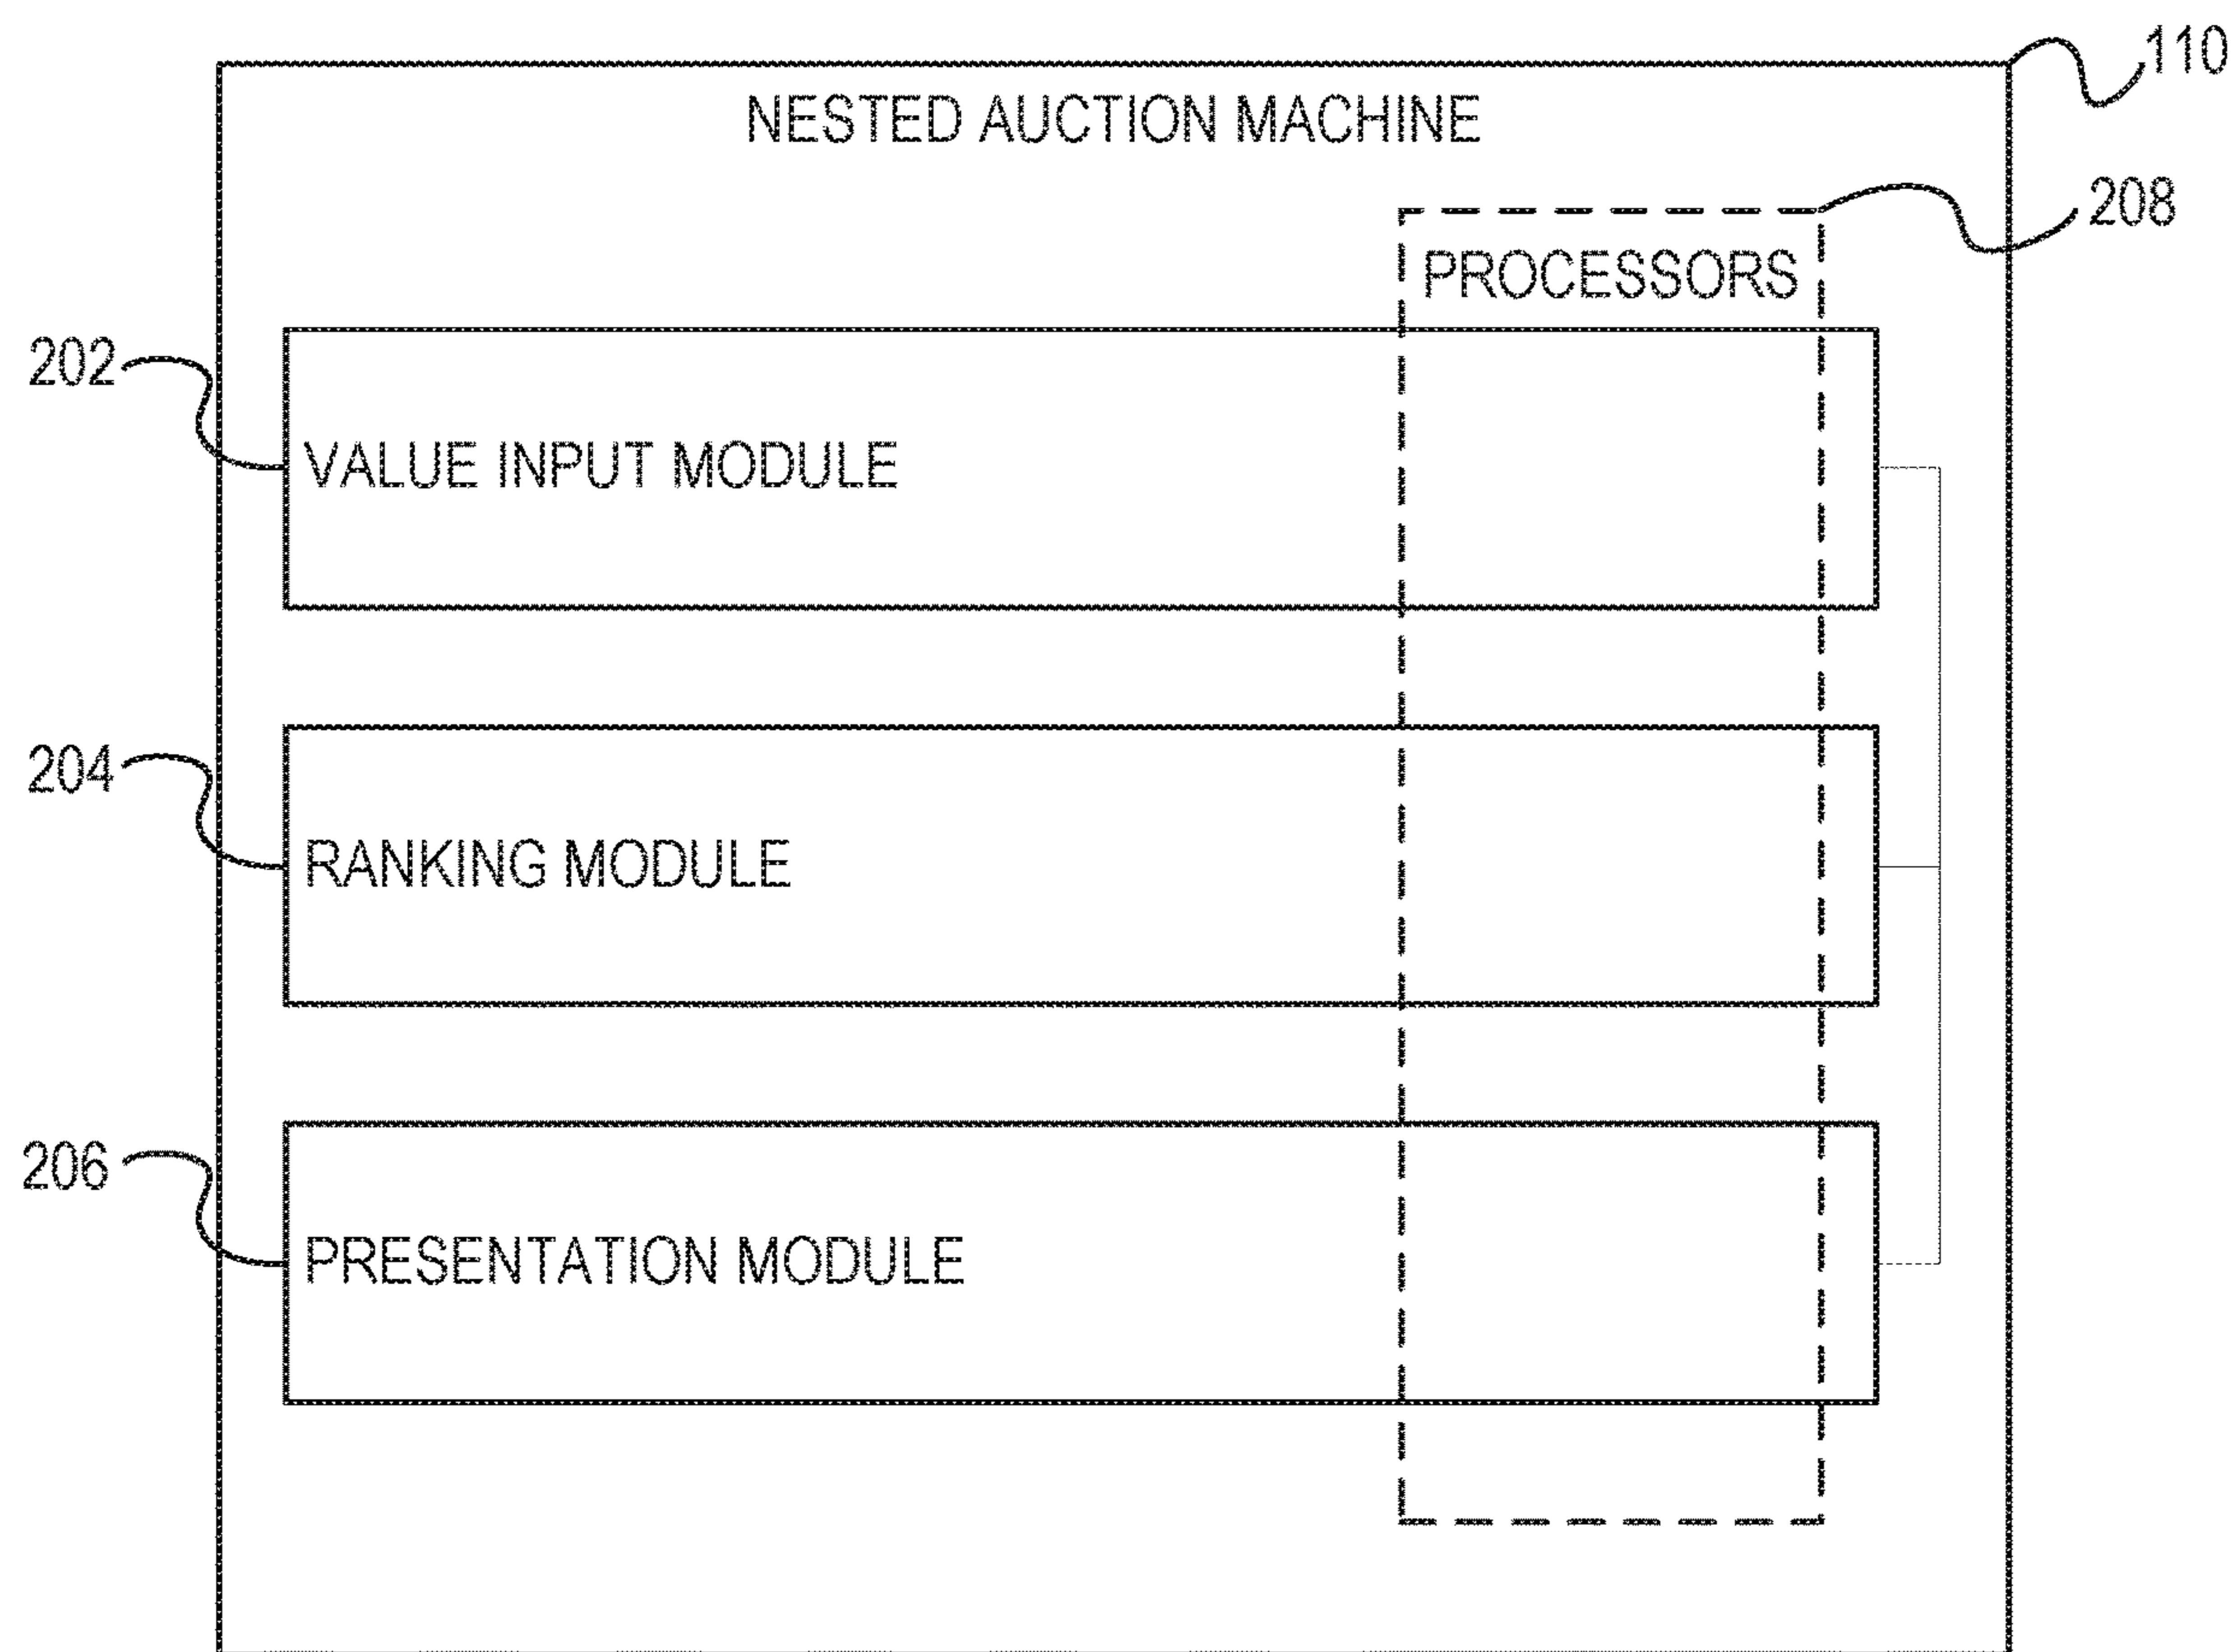 110
NESTED AUCTION MACHINE
208
PROCESSORS
202
VALUE INPUT MODULE
204
RANKING MODULE
206
PRESENTATION MODULE